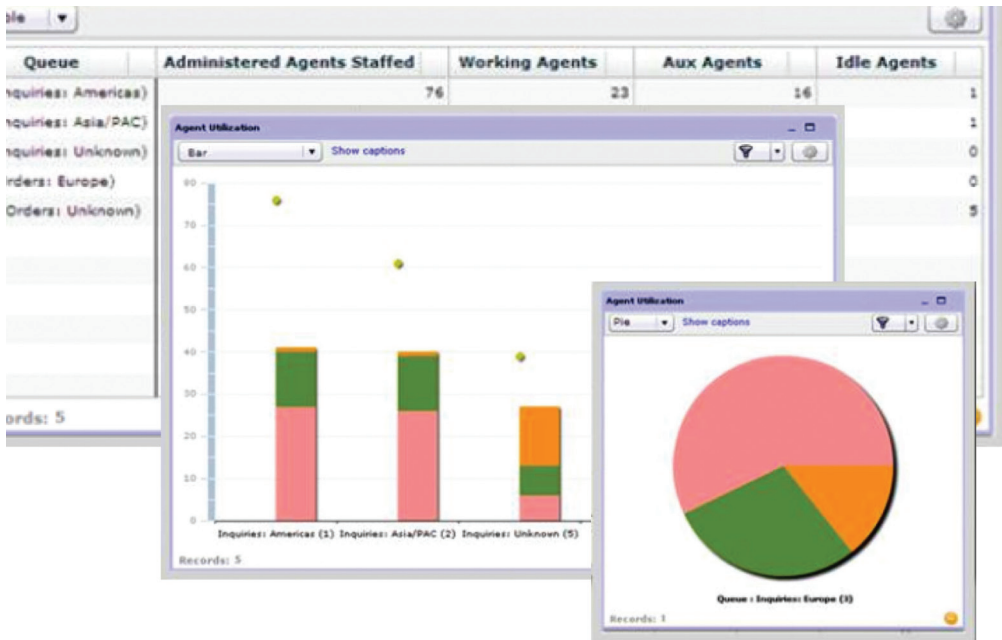 ble
Queue Administered Agents Staffed Working Agents Aux Agents Idle Agents
nquiries: Americas) 76 23 16 1
nquiries: Asia/PAC) 1
nquiries: Unknown) 0
rders: Europe) 0
Orders: Unknown) 5
ords: 5
Agent Utilization
Bar Show captions
80
70
60
50
40
30
20
10
0
Inquiries: Americas (1) Inquiries: Asia/PAC (2) Inquiries: Unknown (5)
Records: 5
Agent Utilization
Pie Show captions
Queue : Inquiries: Europe (3)
Records: 1